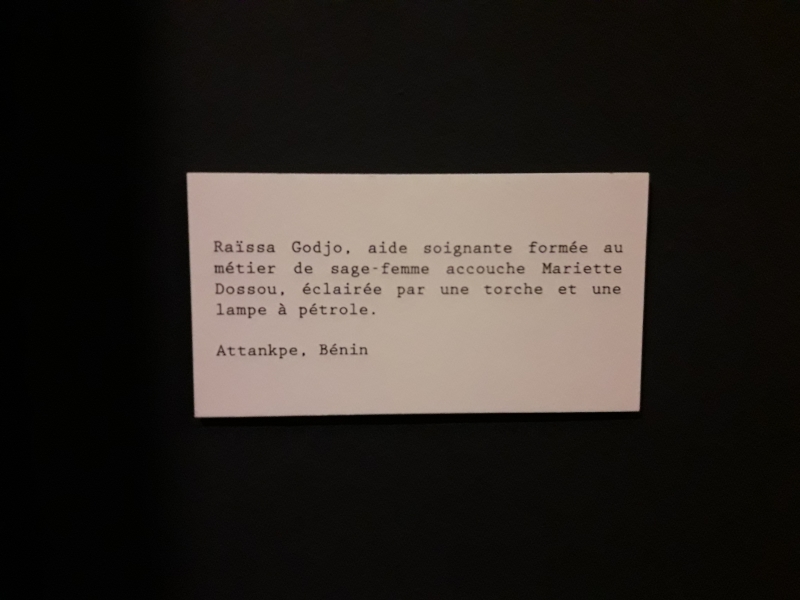 Raïssa Godjo, aide soignante formée au
métier de sage-femme accouche Mariette
Dossou, éclairée par une torche et une
lampe à pétrole.
Attankpe, Bénin